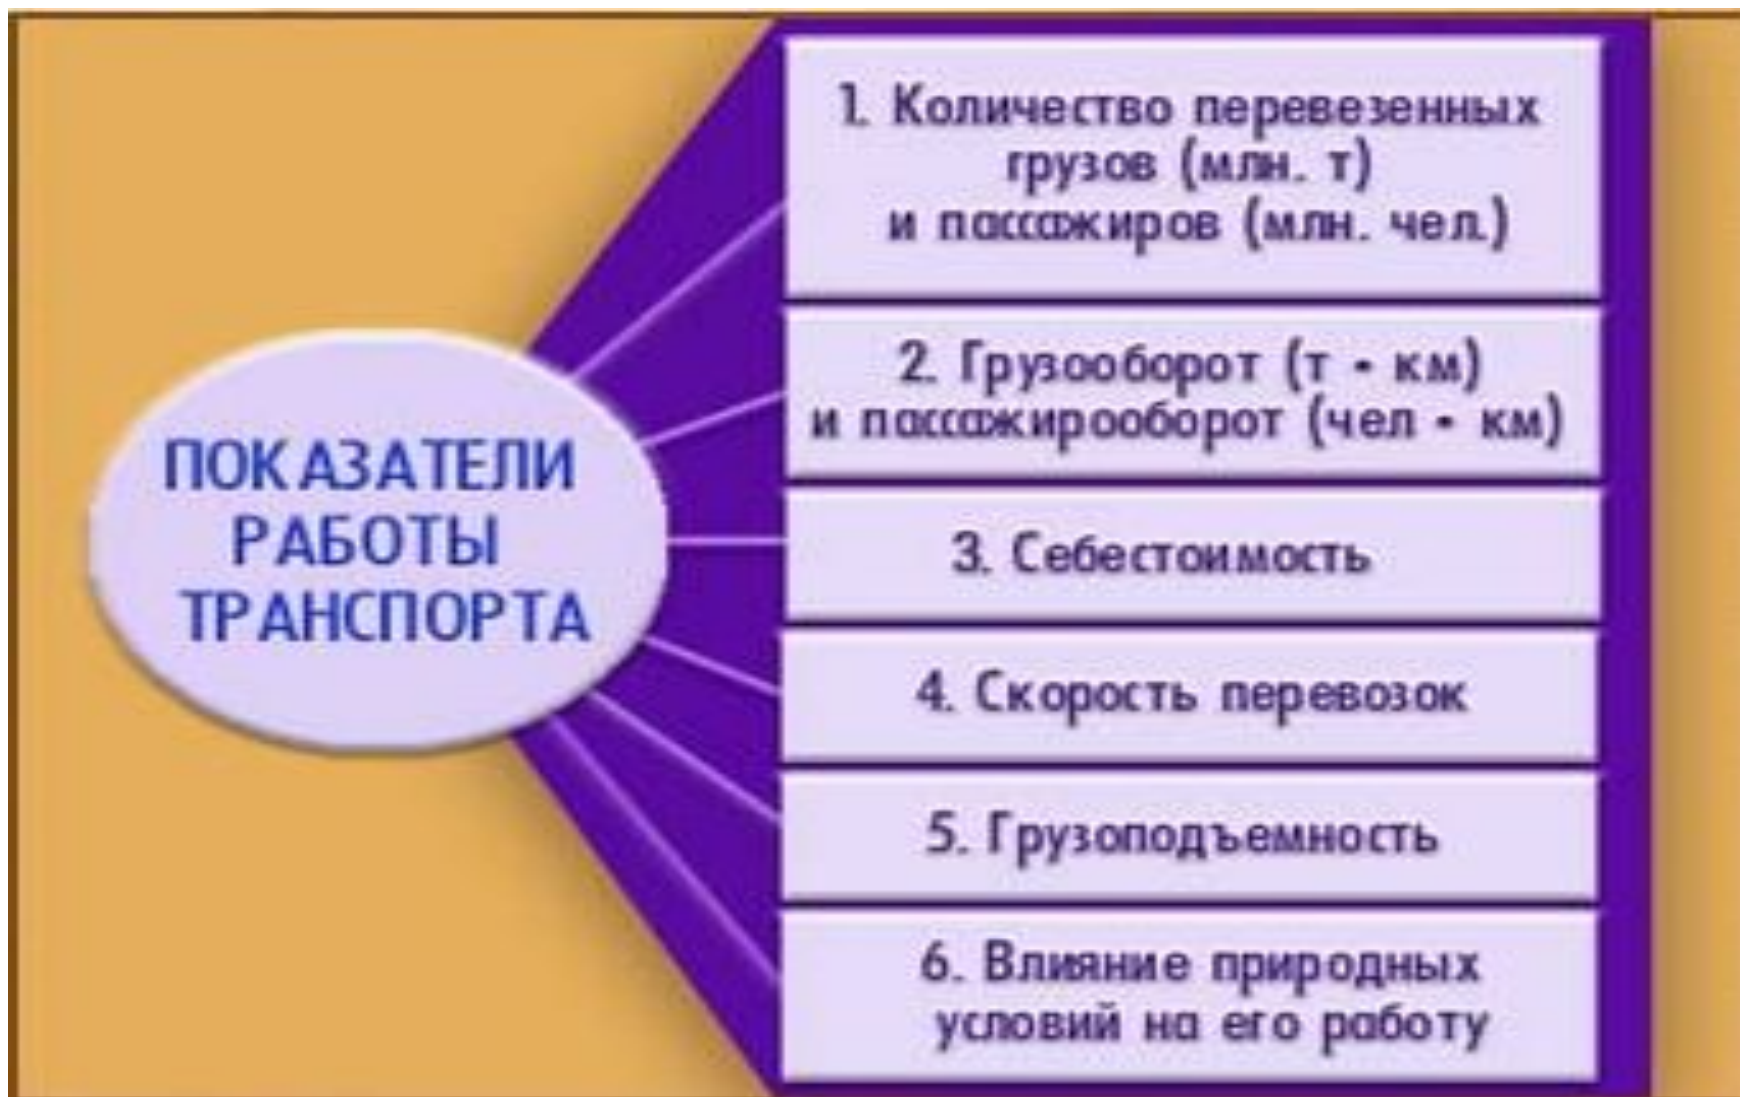 ПОКАЗАТЕЛИ
РАБОТЫ
ТРАНСПОРТА
1. Количество перевезенных
грузов (млн. т)
и пассажиров (млн. чел.)
2. Грузооборот (т - км)
и пассажирооборот (чел - км)
3. Себестоимость
4. Скорость перевозок
5. Грузоподъемность
6. Влияние природных
условий на его работу